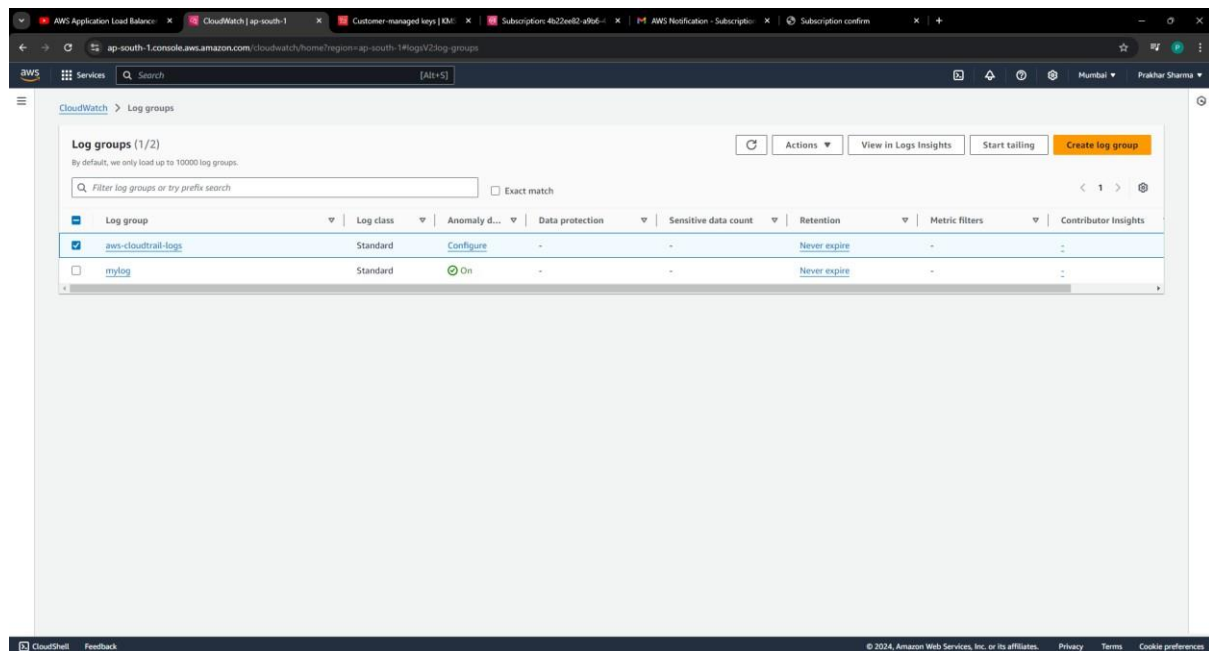 AWS Application Load Balancer
CloudWatch | ap-south-1
Customer-managed keys | KMS
Subscription: 4b22ee82-a9b6-4
AWS Notification - Subscription
Subscription confirm
ap-south-1.console.aws.amazon.com/cloudwatch/home?region=ap-south-1#logsV2:log-groups
aws Services Search [Alt+S] Mumbai Prakhar Sharma
CloudWatch > Log groups
Log groups (1/2)
Actions View in Logs Insights Start tailing Create log group
By default, we only load up to 10000 log groups.
Filter log groups or try prefix search Exact match 1
Log group Log class Anomaly d... Data protection Sensitive data count Retention Metric filters Contributor Insights
aws-cloudtrail-logs Standard Configure - - Never expire - -
mylog Standard On - - Never expire - -
CloudShell Feedback © 2024, Amazon Web Services, Inc. or its affiliates. Privacy Terms Cookie preferences